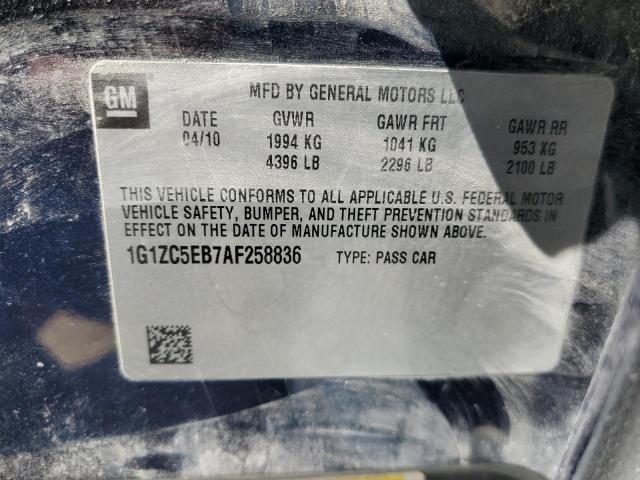 GM
MFD BY GENERAL MOTORS LLC
DATE GVWR GAWR FRT GAWR RR
04/10 1994 KG 1041 KG 953 KG
4396 LB 2296 LB 2100 LB
THIS VEHICLE CONFORMS TO ALL APPLICABLE U.S. FEDERAL MOTOR
VEHICLE SAFETY, BUMPER, AND THEFT PREVENTION STANDARDS IN
EFFECT ON THE DATE OF MANUFACTURE SHOWN ABOVE.
1G1ZC5EB7AF258836 TYPE: PASS CAR